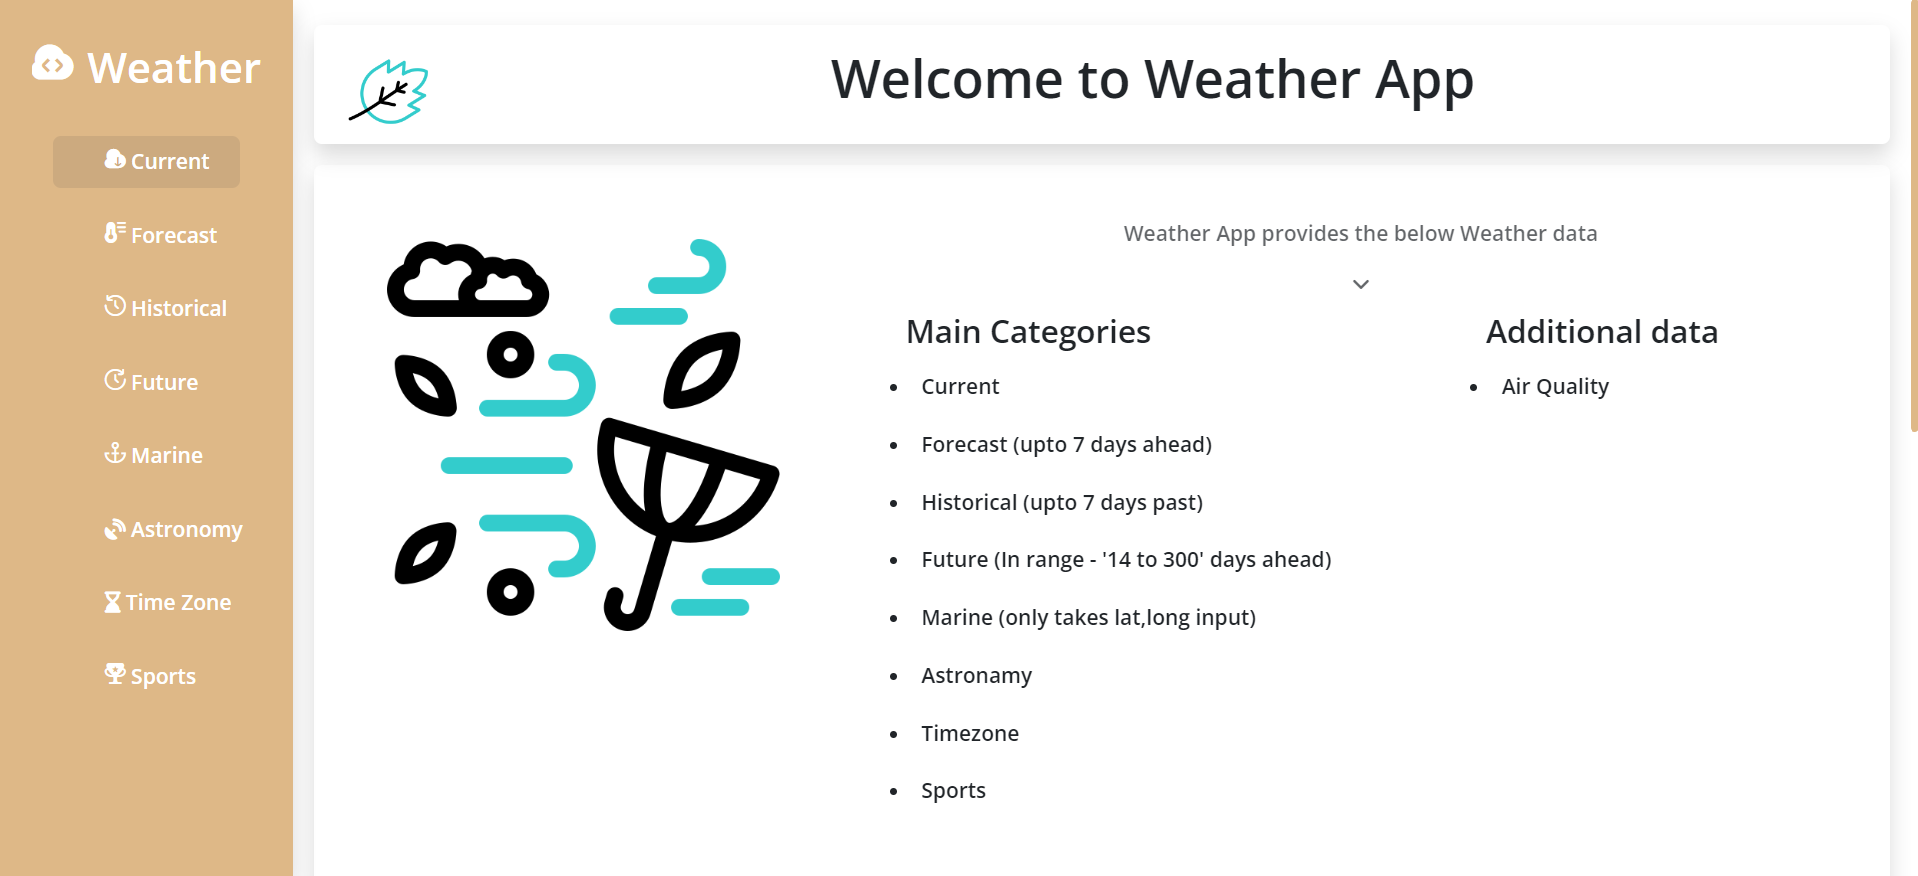 Weather
Current
Forecast
Historical
Future
Marine
Astronomy
Time Zone
Sports
Welcome to Weather App
Weather App provides the below Weather data
Main Categories
• Current
• Forecast (upto 7 days ahead)
• Historical (upto 7 days past)
• Future (In range - '14 to 300' days ahead)
• Marine (only takes lat,long input)
• Astronamy
• Timezone
• Sports
Additional data
• Air Quality